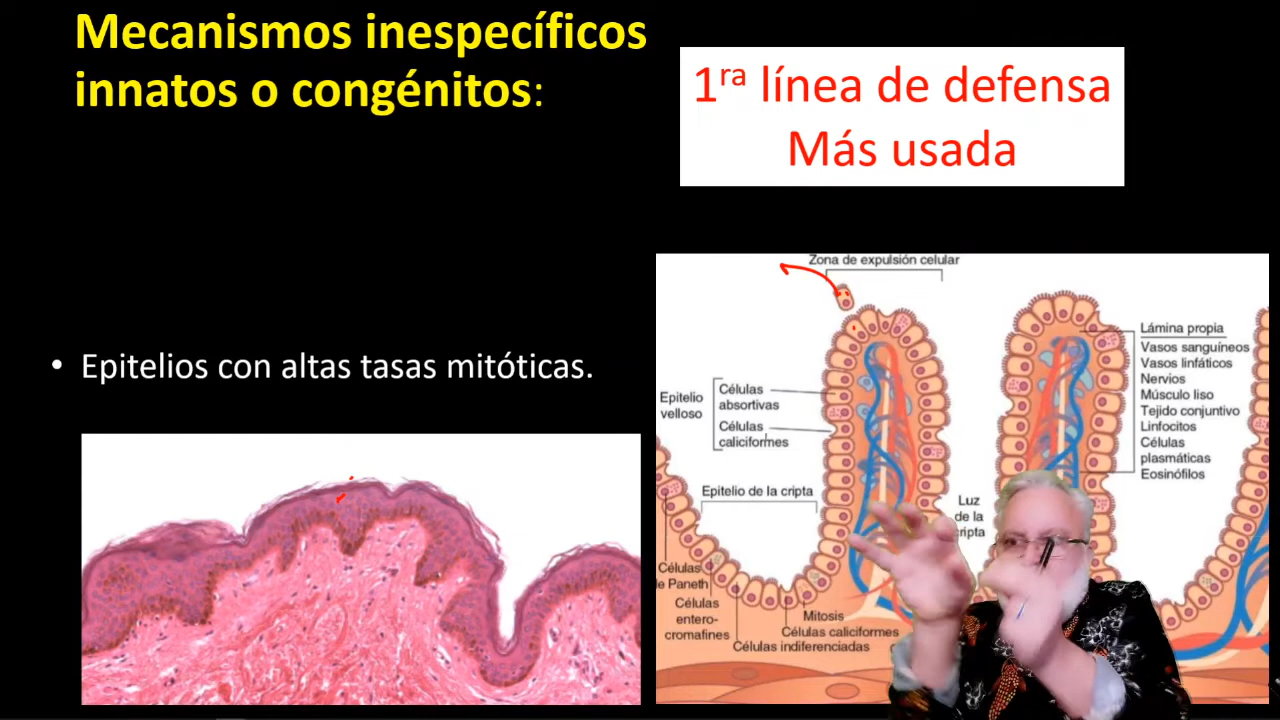 Mecanismos inespecíficos
innatos o congénitos:
1ra línea de defensa
Más usada
• Epitelios con altas tasas mitóticas.
Zona de expulsión celular
Epitelio
velloso
Células
absortivas
Células
caliciformes
Epitelio de la cripta
Luz
de la
cripta
Lámina propia
Vasos sanguíneos
Vasos linfáticos
Nervios
Músculo liso
Tejido conjuntivo
Linfocitos
Células
plasmáticas
Eosinófilos
Células
de Paneth
Células
entero-
cromafines
Mitosis
Células caliciformes
Células indiferenciadas